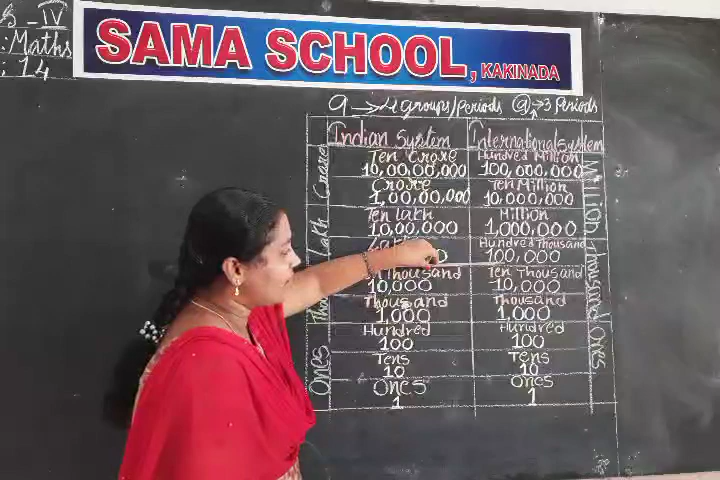 S - IV
: Maths
: 14
SAMA SCHOOL, KAKINADA
9 → 4 groups/periods → 3 periods
Indian System International System
Crore Ten Crore Hundred Million Million
10,00,00,000 100,000,000
Crore Ten Million
1,00,00,000 10,000,000
Lakh Ten lakh Million
10,00,000 1,000,000
Hundred Thousand Thousand
100,000
Thousand Ten Thousand
10,000 10,000
Thousand Thousand
1,000 1,000
Hundred Hundred Ones
100 100
Ones Tens Tens
10 10
Ones Ones
1 1